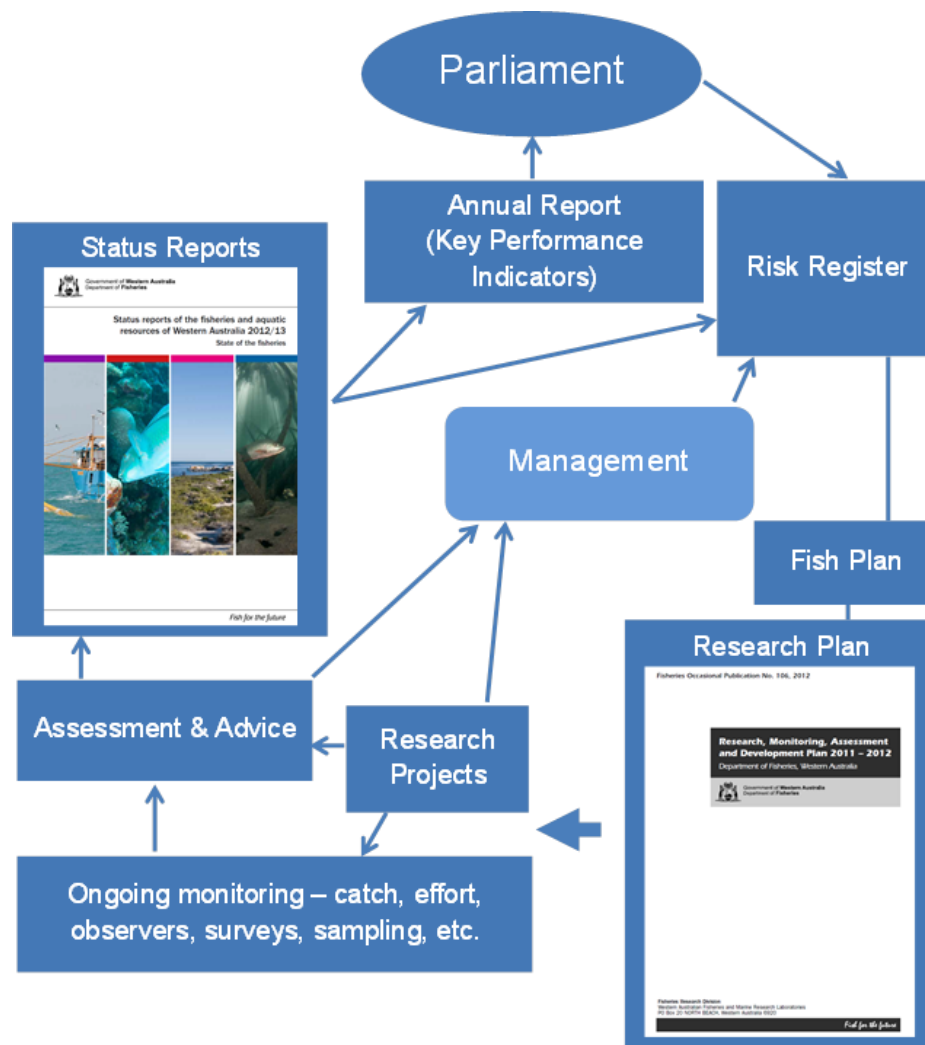 Parliament
Annual Report
(Key Performance
Indicators)
Risk Register
Status Reports
Government of Western Australia
Department of Fisheries
Status reports of the fisheries and aquatic
resources of Western Australia 2012/13
State of the fisheries
Fish for the future
Management
Fish Plan
Assessment & Advice
Research
Projects
Ongoing monitoring – catch, effort,
observers, surveys, sampling, etc.
Research Plan
Fisheries Occasional Publication No. 106, 2012
Research, Monitoring, Assessment
and Development Plan 2011 – 2012
Department of Fisheries, Western Australia
Government of Western Australia
Department of Fisheries
Fisheries Research Division
Western Australian Fisheries and Marine Research Laboratories
PO Box 20 NORTH BEACH, Western Australia 6920
Fish for the future